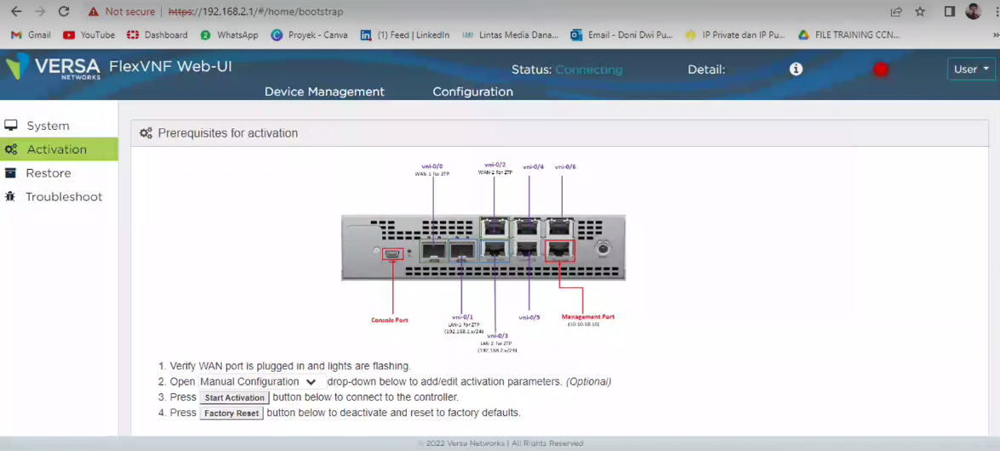 Not secure https://192.168.2.1/#/home/bootstrap
Gmail YouTube Dashboard WhatsApp Proyek - Canva (1) Feed | LinkedIn Lintas Media Dana... Email - Doni Dwi Pu... IP Private dan IP Pu... FILE TRAINING CCN... »
VERSA NETWORKS FlexVNF Web-UI Status: Connecting Detail: User
Device Management Configuration
System
Activation
Restore
Troubleshoot
Prerequisites for activation
vni-0/0
WAN-1 for ZTP
vni-0/2
WAN-2 for ZTP
vni-0/4
vni-0/6
Console Port
vni-0/1
LAN-1 for ZTP
(192.168.1.x/24)
vni-0/3
LAN-2 for ZTP
(192.168.2.x/24)
vni-0/5
Management Port
(10.10.10.10)
1. Verify WAN port is plugged in and lights are flashing.
2. Open Manual Configuration drop-down below to add/edit activation parameters. (Optional)
3. Press Start Activation button below to connect to the controller.
4. Press Factory Reset button below to deactivate and reset to factory defaults.
© 2022 Versa Networks | All Rights Reserved